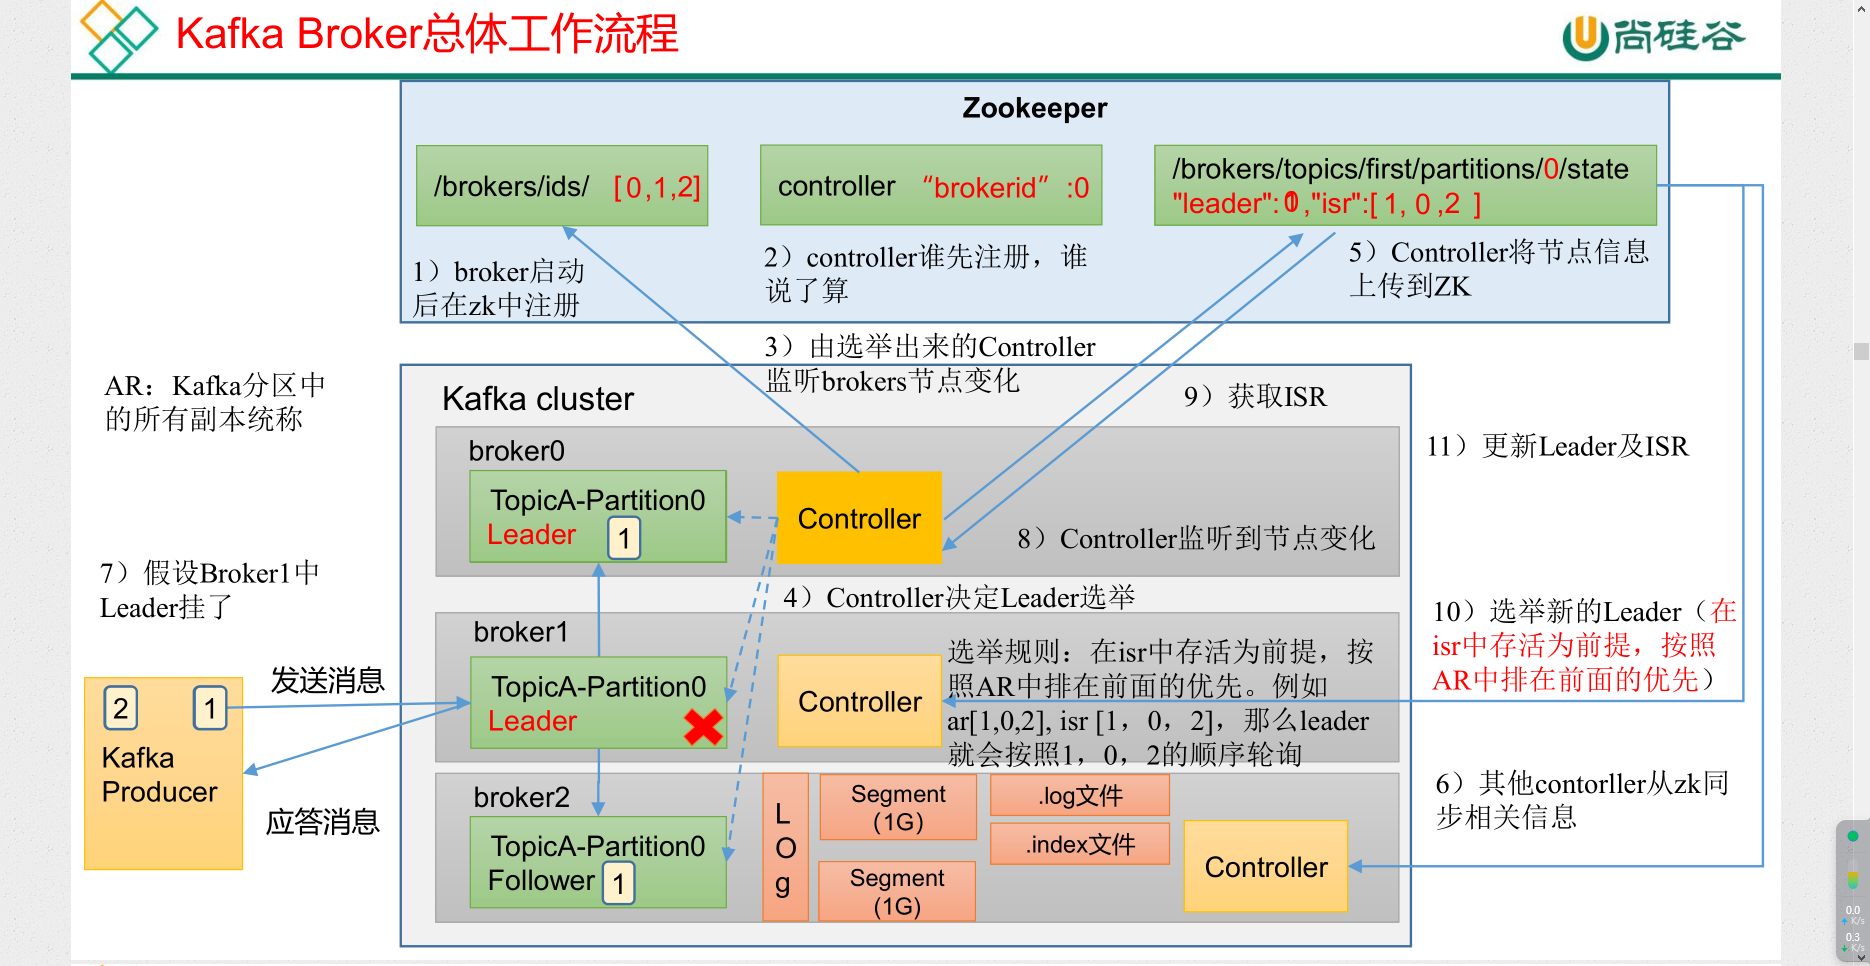 Kafka Broker总体工作流程
尚硅谷
Zookeeper
/brokers/ids/ [0,1,2]
controller “brokerid” :0
/brokers/topics/first/partitions/0/state
"leader": ,"isr":[ 1, 0 ,2 ]
1）broker启动
后在zk中注册
2）controller谁先注册，谁
说了算
5）Controller将节点信息
上传到ZK
3）由选举出来的Controller
监听brokers节点变化
AR：Kafka分区中
的所有副本统称
Kafka cluster
9）获取ISR
broker0
TopicA-Partition0
Leader 1
Controller
8）Controller监听到节点变化
11）更新Leader及ISR
7）假设Broker1中
Leader挂了
4）Controller决定Leader选举
broker1
TopicA-Partition0
Leader
Controller
选举规则：在isr中存活为前提，按
照AR中排在前面的优先。例如
ar[1,0,2], isr [1，0，2]，那么leader
就会按照1，0，2的顺序轮询
10）选举新的Leader（在
isr中存活为前提，按照
AR中排在前面的优先）
发送消息
2 1
Kafka
Producer
应答消息
broker2
TopicA-Partition0
Follower 1
L
O
g
Segment
(1G)
Segment
(1G)
.log文件
.index文件
Controller
6）其他contorller从zk同
步相关信息
0.0
K/s
0.3
K/s